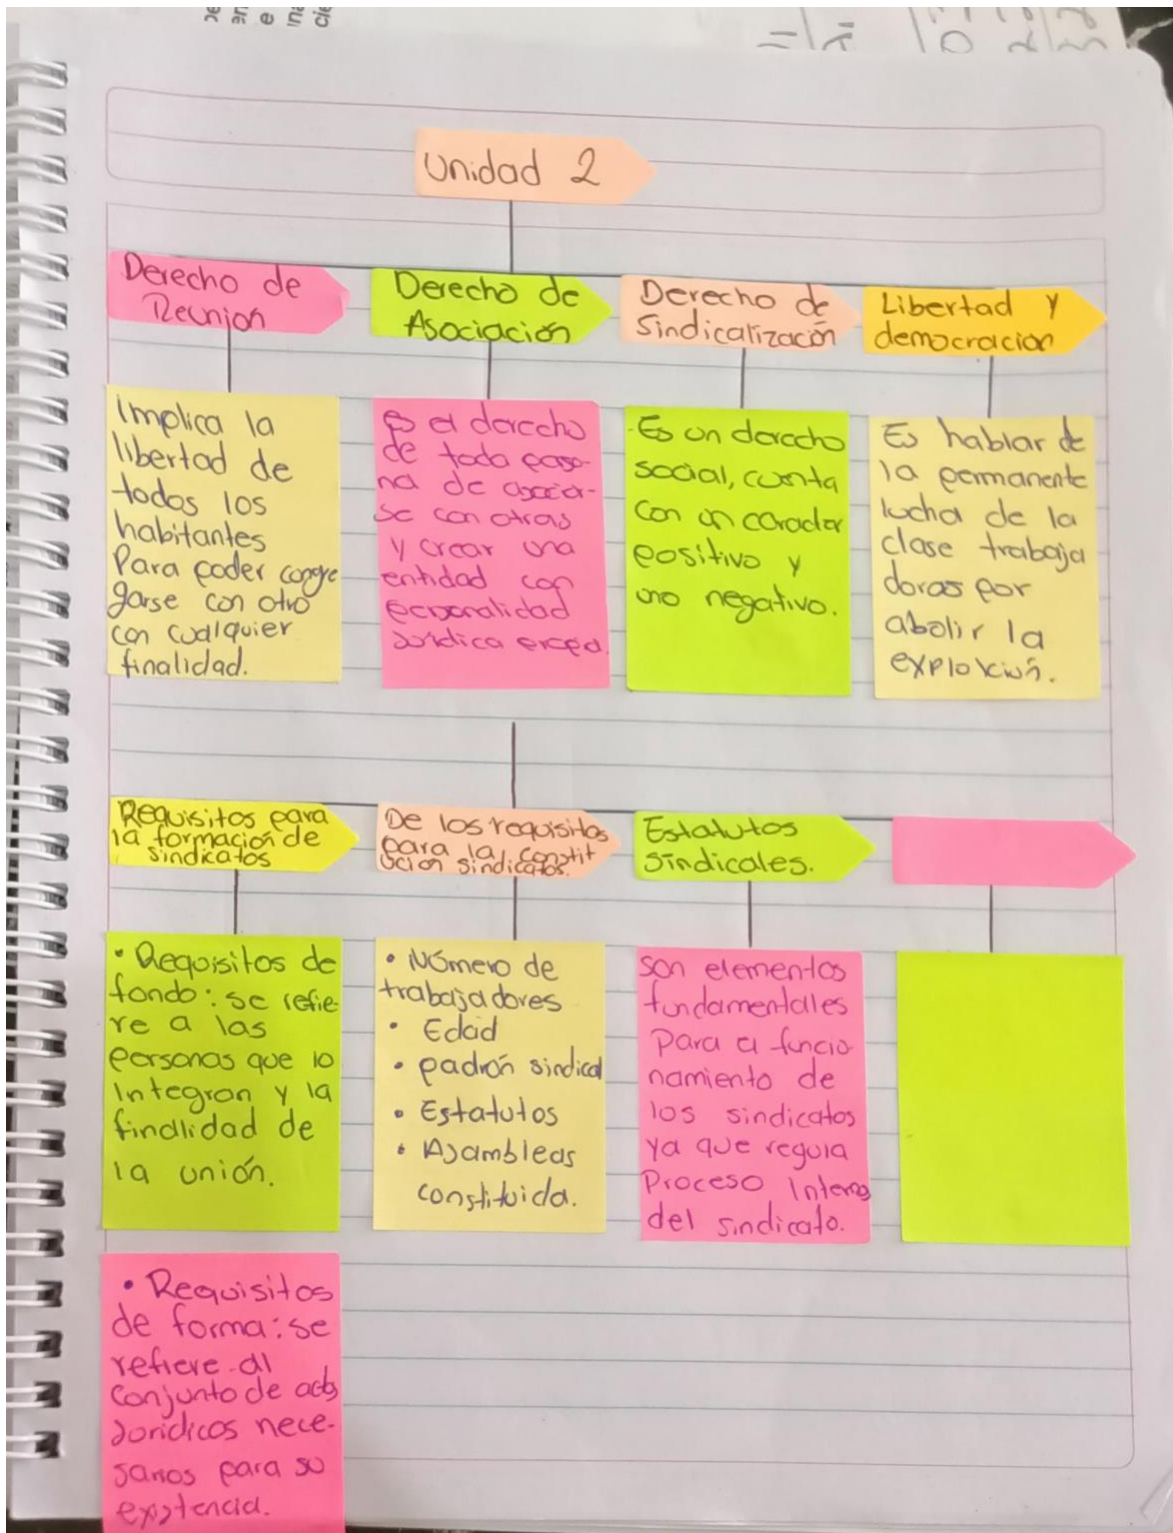 Unidad 2
Derecho de
Reunion
Derecho de
Asociación
Derecho de
Sindicalización
Libertad y
democracion
Implica la
libertad de
todos los
habitantes
Para poder congre
garse con otro
con cualquier
finalidad.
es el derecho
de toda perso-
na de asociar-
se con otras
y crear una
entidad con
personalidad
Jurídica
Es un derecho
social, cuenta
con un caracter
positivo y
uno negativo.
Es hablar de
la permanente
lucha de la
clase trabaja
doras por
abolir la
Requisitos para
la formación de
sindicatos
De los requisitos
para la constit
ución sindicatos.
Estatutos
Sindicales.
• Requisitos de
fondo: se refie
re a las
personas que lo
Integran y la
finalidad de
la unión.
• Número de
trabajadores
• Edad
• padrón sindical
• Estatutos
• Asambleas
constituida.
son elementos
fundamentales
Para el funcio
namiento de
los sindicatos
ya que regula
Proceso Interno
del sindicato.
• Requisitos
de forma: se
refiere al
conjunto de actos
Jurídicos nece-
sarios para su
existencia.